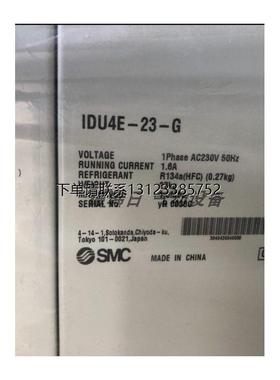 IDU4E-23-G
VOLTAGE 1Phase AC230V 50Hz
RUNNING CURRENT 1.6A
REFRIGERANT R134a(HFC) (0.27kg)
下单请联系13123385752
SERIAL No.
4-14-1, Sotokanda, Chiyoda-ku,
Tokyo 101-0021, Japan
SMC
MADE IN CHINA